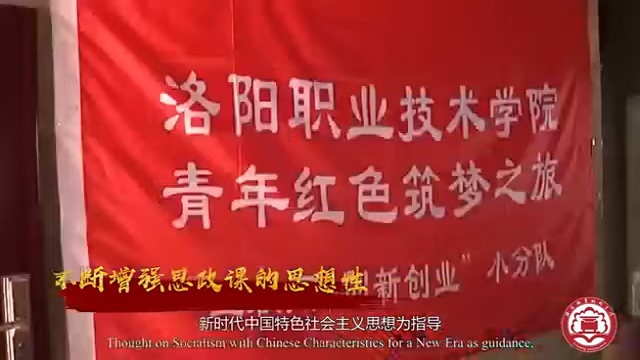 洛阳职业技术学院
青年红色筑梦之旅
新创业”小分队
不断增强思政课的思想性
新时代中国特色社会主义思想为指导
Thought on Socialism with Chinese Characteristics for a New Era as guidance,